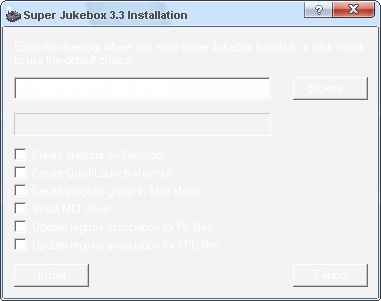 Super Jukebox 3.3 Installation
Enter the directory where you want Super Jukebox installed, or click Install
to use the default choice.
Browse...
Create shortcut on Desktop.
Create QuickLaunch shortcut.
Create program group in Start Menu.
Install MCI driver.
Update registry association for PL files.
Update registry association for SPC files.
Install
Cancel